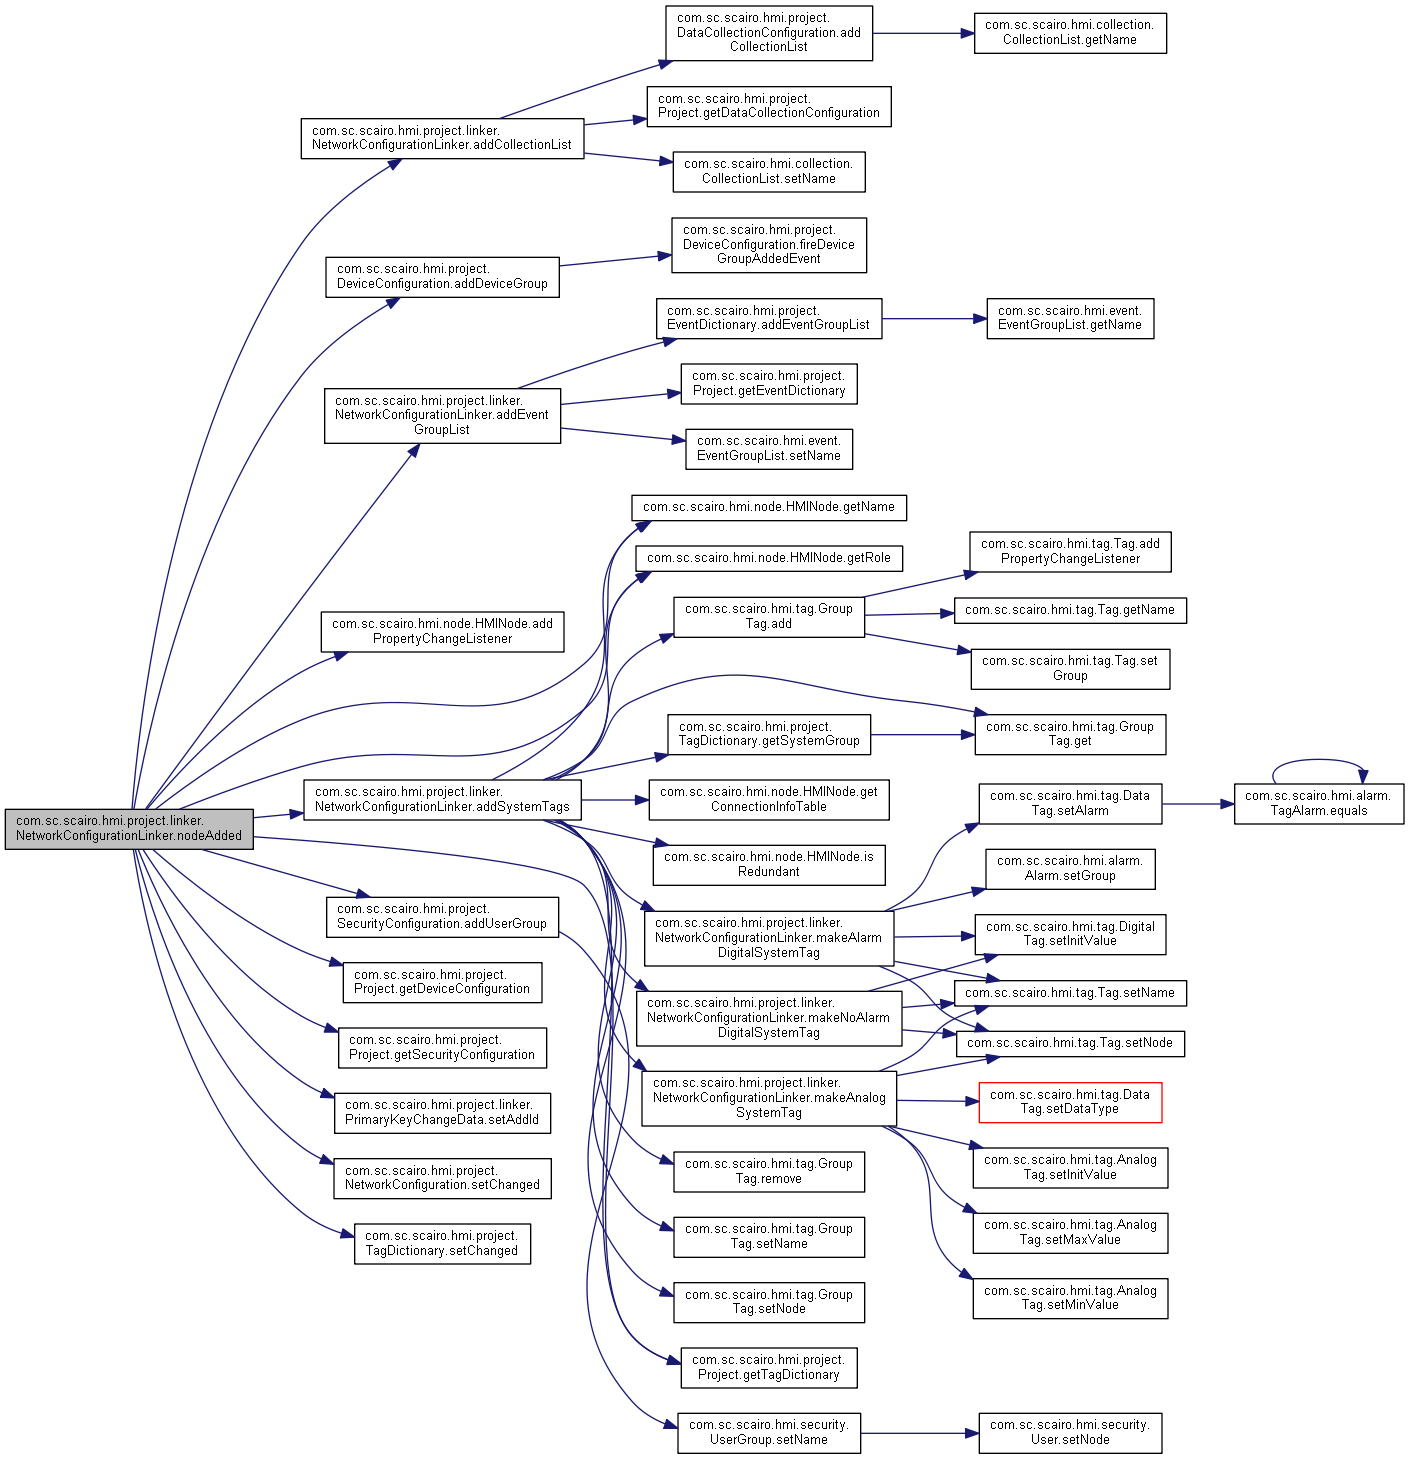 com.sc.scairo.hmi.project.linker.
NetworkConfigurationLinker.nodeAdded
com.sc.scairo.hmi.project.linker.
NetworkConfigurationLinker.addCollectionList
com.sc.scairo.hmi.project.
DeviceConfiguration.addDeviceGroup
com.sc.scairo.hmi.project.linker.
NetworkConfigurationLinker.addEvent
GroupList
com.sc.scairo.hmi.node.HMINode.add
PropertyChangeListener
com.sc.scairo.hmi.project.linker.
NetworkConfigurationLinker.addSystemTags
com.sc.scairo.hmi.project.
SecurityConfiguration.addUserGroup
com.sc.scairo.hmi.project.
Project.getDeviceConfiguration
com.sc.scairo.hmi.project.
Project.getSecurityConfiguration
com.sc.scairo.hmi.project.linker.
PrimaryKeyChangeData.setAddId
com.sc.scairo.hmi.project.
NetworkConfiguration.setChanged
com.sc.scairo.hmi.project.
TagDictionary.setChanged
com.sc.scairo.hmi.project.
DataCollectionConfiguration.add
CollectionList
com.sc.scairo.hmi.project.
Project.getDataCollectionConfiguration
com.sc.scairo.hmi.collection.
CollectionList.setName
com.sc.scairo.hmi.project.
DeviceConfiguration.fireDevice
GroupAddedEvent
com.sc.scairo.hmi.project.
EventDictionary.addEventGroupList
com.sc.scairo.hmi.project.
Project.getEventDictionary
com.sc.scairo.hmi.event.
EventGroupList.setName
com.sc.scairo.hmi.node.HMINode.getName
com.sc.scairo.hmi.node.HMINode.getRole
com.sc.scairo.hmi.tag.Group
Tag.add
com.sc.scairo.hmi.project.
TagDictionary.getSystemGroup
com.sc.scairo.hmi.node.HMINode.get
ConnectionInfoTable
com.sc.scairo.hmi.node.HMINode.is
Redundant
com.sc.scairo.hmi.project.linker.
NetworkConfigurationLinker.makeAlarm
DigitalSystemTag
com.sc.scairo.hmi.project.linker.
NetworkConfigurationLinker.makeNoAlarm
DigitalSystemTag
com.sc.scairo.hmi.project.linker.
NetworkConfigurationLinker.makeAnalog
SystemTag
com.sc.scairo.hmi.tag.Group
Tag.remove
com.sc.scairo.hmi.tag.Group
Tag.setName
com.sc.scairo.hmi.tag.Group
Tag.setNode
com.sc.scairo.hmi.project.
Project.getTagDictionary
com.sc.scairo.hmi.security.
UserGroup.setName
com.sc.scairo.hmi.collection.
CollectionList.getName
com.sc.scairo.hmi.event.
EventGroupList.getName
com.sc.scairo.hmi.tag.Tag.add
PropertyChangeListener
com.sc.scairo.hmi.tag.Tag.getName
com.sc.scairo.hmi.tag.Tag.set
Group
com.sc.scairo.hmi.tag.Group
Tag.get
com.sc.scairo.hmi.tag.Data
Tag.setAlarm
com.sc.scairo.hmi.alarm.
Alarm.setGroup
com.sc.scairo.hmi.tag.Digital
Tag.setInitValue
com.sc.scairo.hmi.tag.Tag.setName
com.sc.scairo.hmi.tag.Tag.setNode
com.sc.scairo.hmi.tag.Data
Tag.setDataType
com.sc.scairo.hmi.tag.Analog
Tag.setInitValue
com.sc.scairo.hmi.tag.Analog
Tag.setMaxValue
com.sc.scairo.hmi.tag.Analog
Tag.setMinValue
com.sc.scairo.hmi.security.
User.setNode
com.sc.scairo.hmi.alarm.
TagAlarm.equals